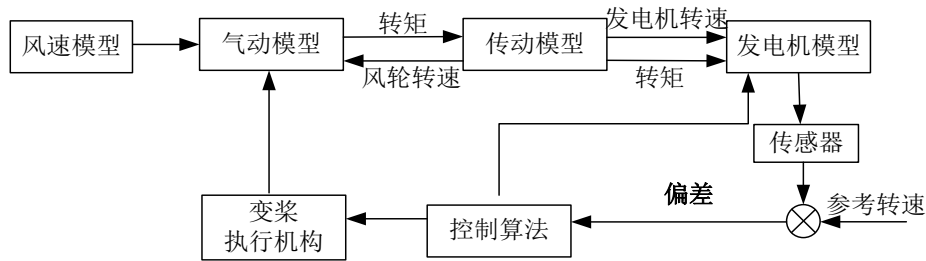 转矩
发电机转速
风速模型
气动模型
传动模型
发电机模型
风轮转速
转矩
传感器
偏差
参考转速
变桨
执行机构
控制算法